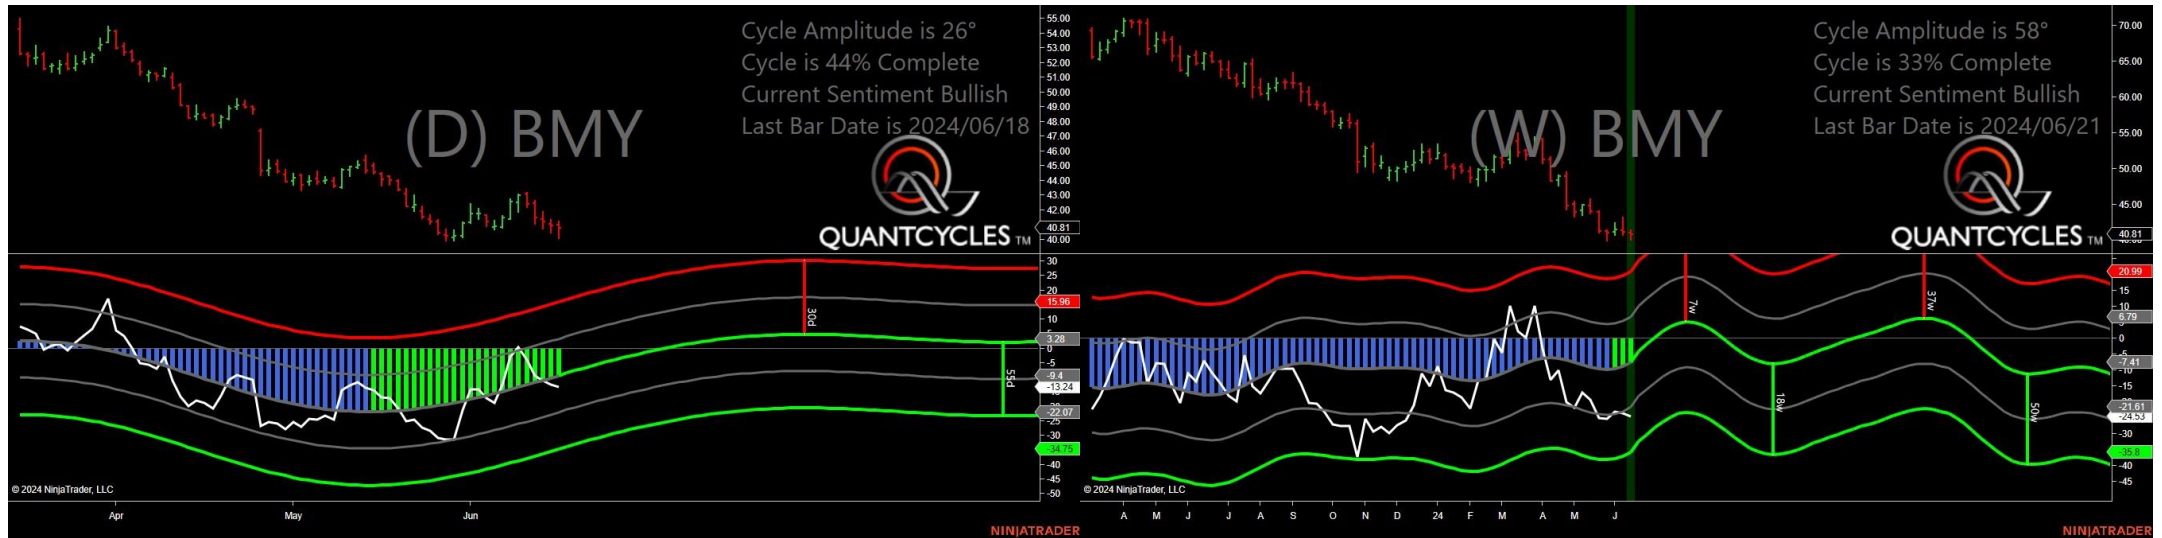 Cycle Amplitude is 26°
Cycle is 44% Complete
Current Sentiment Bullish
Last Bar Date is 2024/06/18
(D) BMY
QUANTCYCLES TM
55.00
54.00
53.00
52.00
50.00
49.00
48.00
46.00
45.00
44.00
43.00
42.00
40.81
40.00
30
25
20
15.96
10
3.28
0
-5
-9.4
-13.24
-22.07
-25
-30
-34.75
-40
-45
-50
30d
55d
© 2024 NinjaTrader, LLC
Apr
May
Jun
NINJATRADER
Cycle Amplitude is 58°
Cycle is 33% Complete
Current Sentiment Bullish
Last Bar Date is 2024/06/21
(W) BMY
QUANTCYCLES TM
70.00
65.00
60.00
55.00
50.00
45.00
40.81
20.99
15
10
6.79
0
-7.41
-10
-15
-21.61
-24.53
-30
-35.8
-40
-45
7w
18w
37w
50w
© 2024 NinjaTrader, LLC
A M J J A S O N D 24 F M A M J
NINJATRADER